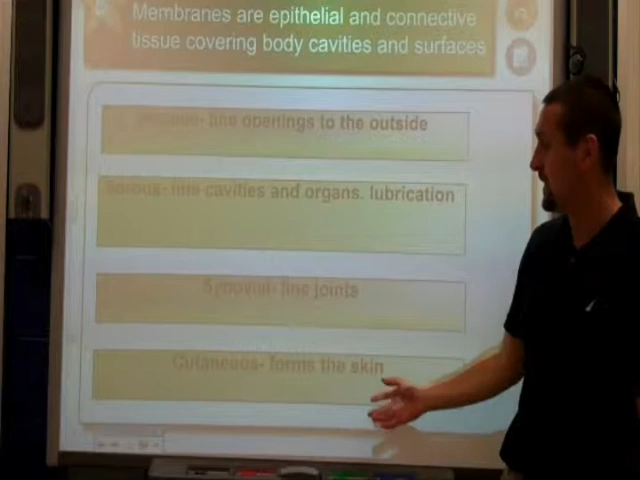 Membranes are epithelial and connective
tissue covering body cavities and surfaces
line openings to the outside
Serous- line cavities and organs. lubrication
Synovial- line joints
Cutaneous- forms the skin